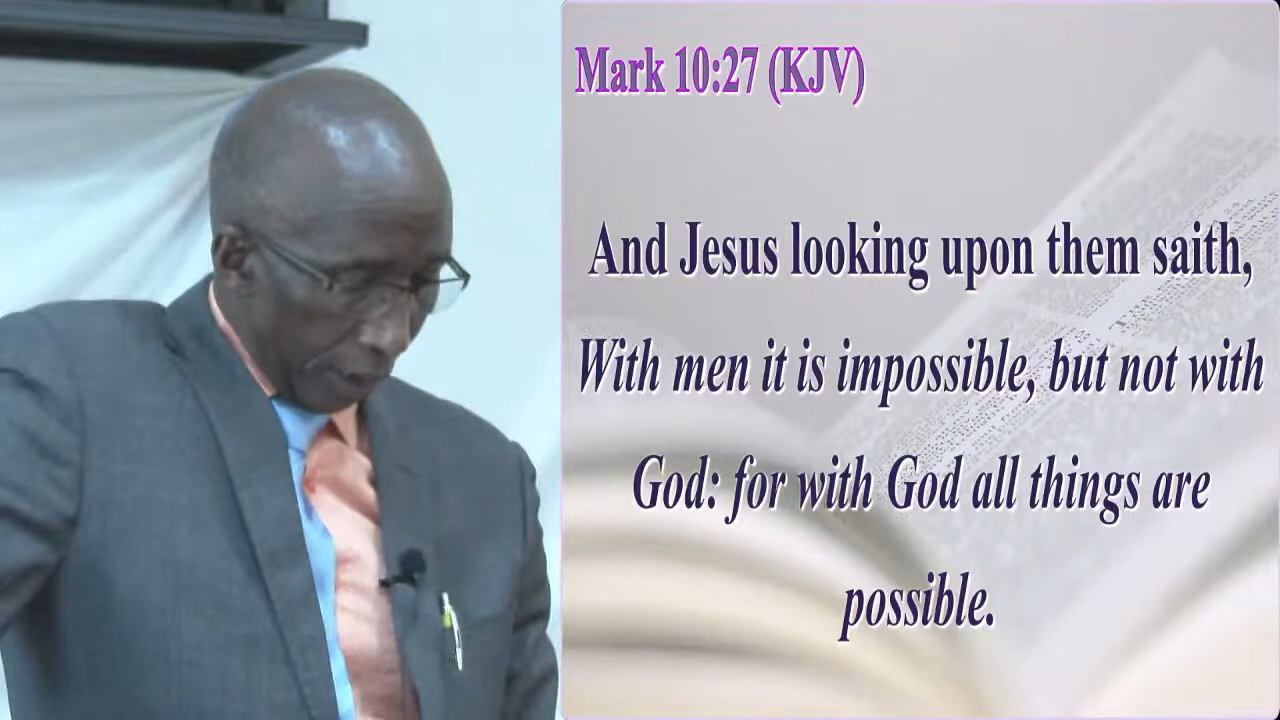 Mark 10:27 (KJV)
And Jesus looking upon them saith,
With men it is impossible, but not with
God: for with God all things are
possible.